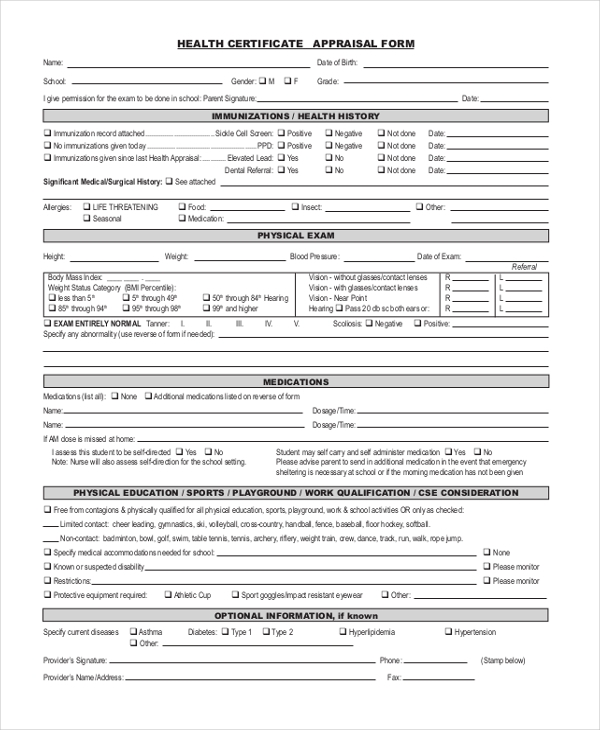 HEALTH CERTIFICATE APPRAISAL FORM
Name: Date of Birth:
School: Gender: ☐ M ☐ F Grade:
I give permission for the exam to be done in school: Parent Signature: Date:
IMMUNIZATIONS / HEALTH HISTORY
☐ Immunization record attached Sickle Cell Screen: ☐ Positive ☐ Negative ☐ Not done Date:
☐ No immunizations given today PPD: ☐ Positive ☐ Negative ☐ Not done Date:
☐ Immunizations given since last Health Appraisal: Elevated Lead: ☐ Yes ☐ No ☐ Not done Date:
Dental Referral: ☐ Yes ☐ No ☐ Not done Date:
Significant Medical/Surgical History: ☐ See attached
Allergies: ☐ LIFE THREATENING ☐ Food: ☐ Insect: ☐ Other:
☐ Seasonal ☐ Medication:
PHYSICAL EXAM
Height: Weight: Blood Pressure: Date of Exam:
Referral
Body Mass Index: ____ ____ . ____ Vision - without glasses/contact lenses R L
Weight Status Category (BMI Percentile): Vision - with glasses/contact lenses R L
☐ less than 5th ☐ 5th through 49th Vision - Near Point R L
☐ 50th through 84th Hearing
☐ 85th through 94th ☐ 95th through 98th ☐ 99th and higher Hearing ☐ Pass 20 db sc both ears or: R L
☐ EXAM ENTIRELY NORMAL Tanner: I. II. III. IV. V. Scoliosis: ☐ Negative ☐ Positive:
Specify any abnormality (use reverse of form if needded):
MEDICATIONS
Medications (list all): ☐ None ☐ Additional medications listed on reverse of form
Name: Dosage/Time:
Name: Dosage/Time:
If AM dose is missed at home:
I assess this student to be self-directed ☐ Yes ☐ No Student may self carry and self administer medication ☐ Yes ☐ No
Note: Nurse will also assess self-direction for the school setting. Please advise parent to send in additional medication in the event that emergency
sheltering is necessary at school or if the morning medication has not been given
PHYSICAL EDUCATION / SPORTS / PLAYGROUND / WORK QUALIFICATION / CSE CONSIDERATION
☐ Free from contagions & physically qualified for all physical education, sports, playground, work & school activities OR only as checked:
Limited contact: cheer leading, gymnastics, ski, volleyball, cross-country, handball, fence, baseball, floor hockey, softball.
Non-contact: badminton, bowl, golf, swim, table tennis, tennis, archery, riflery, weight train, crew, dance, track, run, walk, rope jump.
☐ Specify medical accommodations needed for school: ☐ None
☐ Known or suspected disability: ☐ Please monitor
☐ Restrictions: ☐ Please monitor
☐ Protective equipment required: ☐ Athletic Cup ☐ Sport goggles/impact resistant eyewear ☐ Other:
OPTIONAL INFORMATION, if known
Specify current diseases ☐ Asthma Diabetes: ☐ Type 1 ☐ Type 2 ☐ Hyperlipidemia ☐ Hypertension
☐ Other:
Provider's Signature: Phone: (Stamp below)
Provider's Name/Address: Fax: